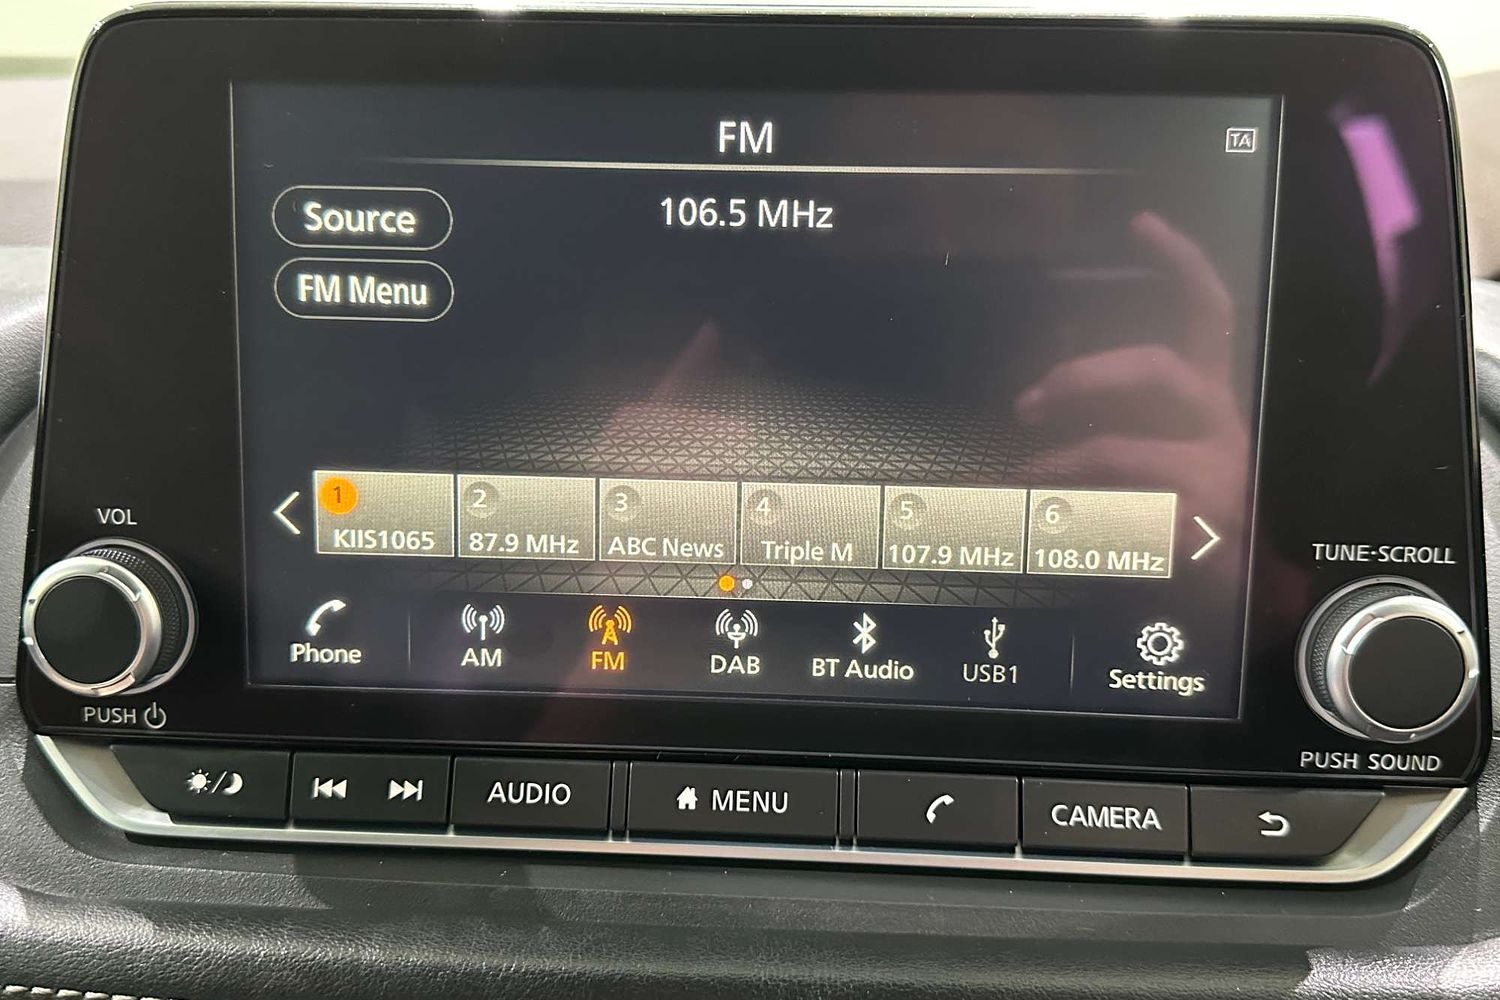 FM
TA
Source
106.5 MHz
FM Menu
1
2
3
4
5
6
KIIS1065
87.9 MHz
ABC News
Triple M
107.9 MHz
108.0 MHz
VOL
TUNE·SCROLL
Phone
AM
FM
DAB
BT Audio
USB1
Settings
PUSH
PUSH SOUND
AUDIO
MENU
CAMERA